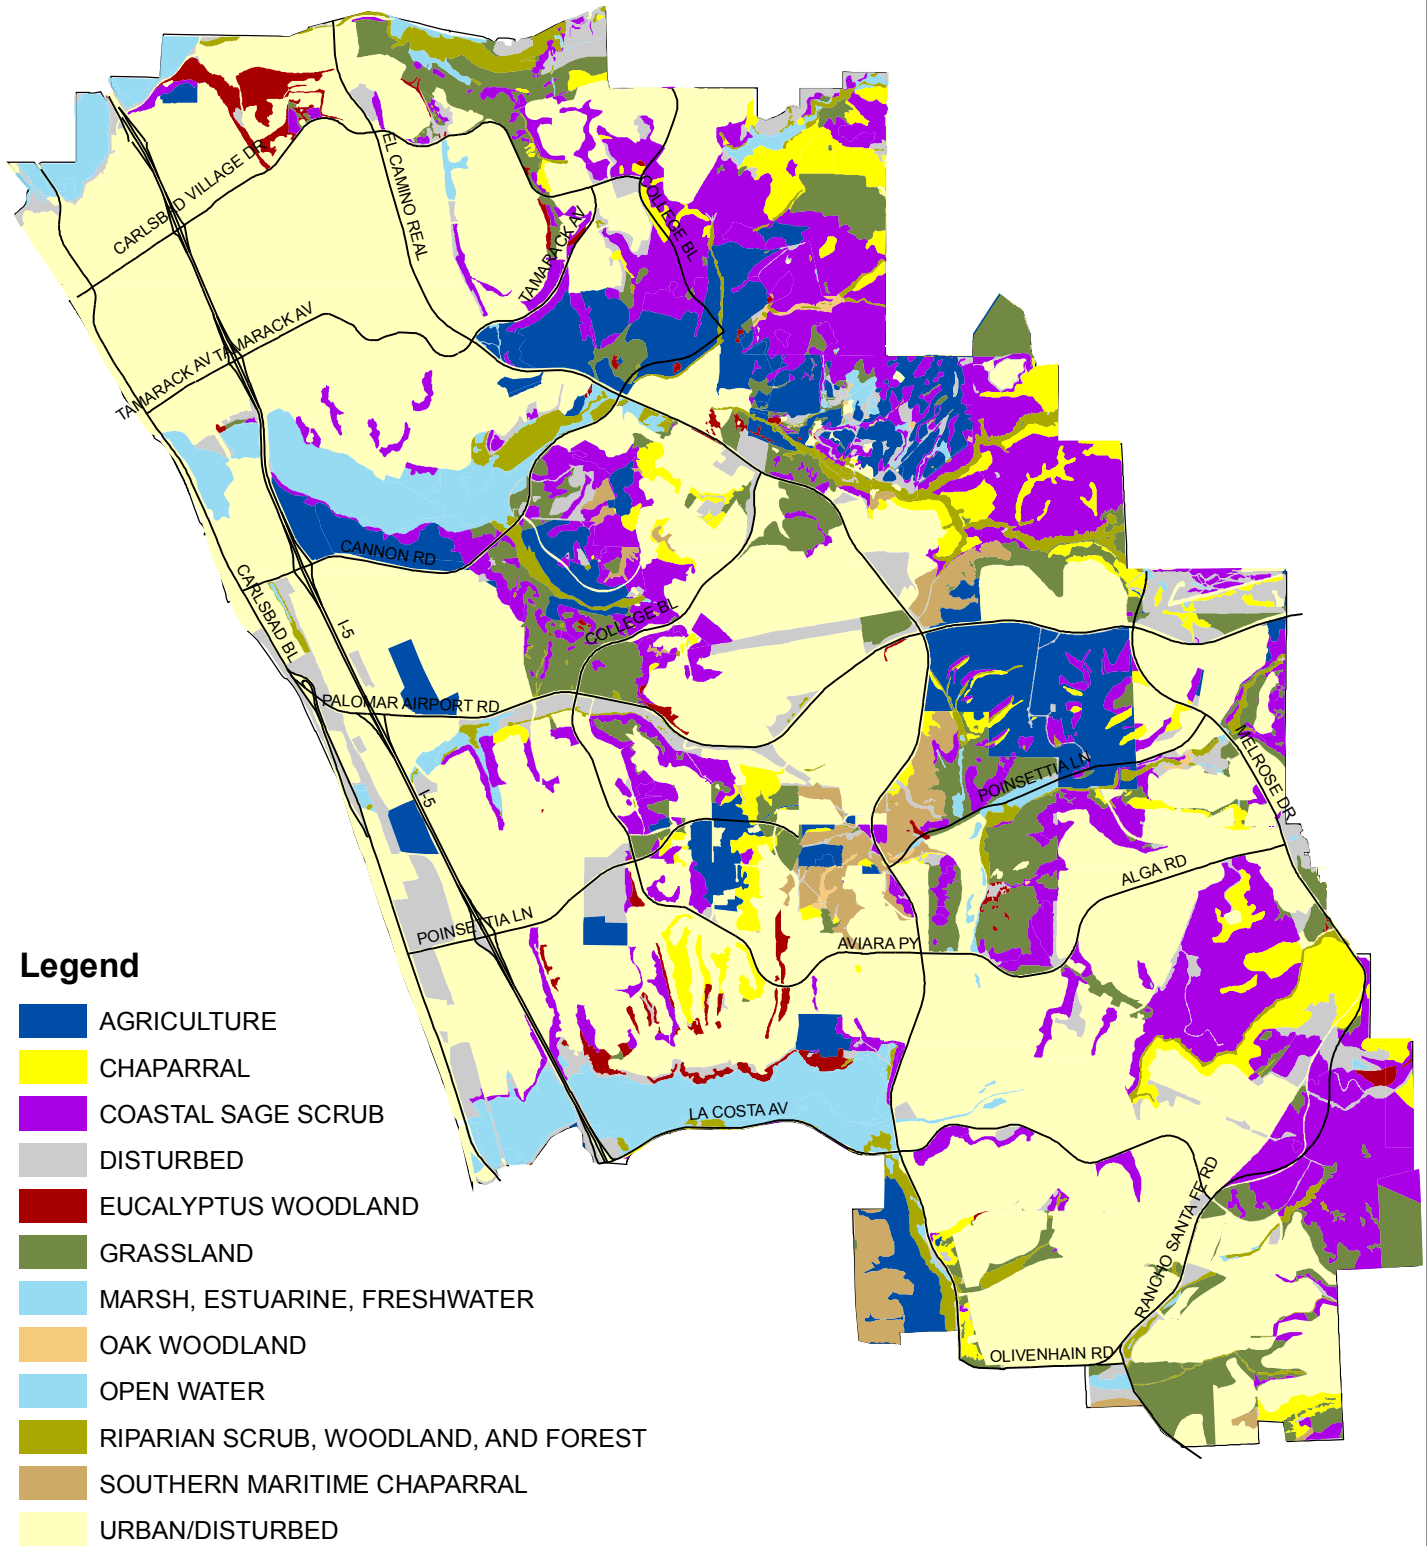 CARLSBAD VILLAGE DR
EL CAMINO REAL
COLLEGE BL
TAMARACK AV
TAMARACK AV
TAMARACK AV
CANNON RD
CARLSBAD BL
I-5
COLLEGE BL
PALOMAR AIRPORT RD
I-5
POINSETTIA LN
MELROSE DR
ALGA RD
POINSETTIA LN
AVIARA PY
LA COSTA AV
RANCHO SANTA FE RD
OLIVENHAIN RD
Legend
AGRICULTURE
CHAPARRAL
COASTAL SAGE SCRUB
DISTURBED
EUCALYPTUS WOODLAND
GRASSLAND
MARSH, ESTUARINE, FRESHWATER
OAK WOODLAND
OPEN WATER
RIPARIAN SCRUB, WOODLAND, AND FOREST
SOUTHERN MARITIME CHAPARRAL
URBAN/DISTURBED